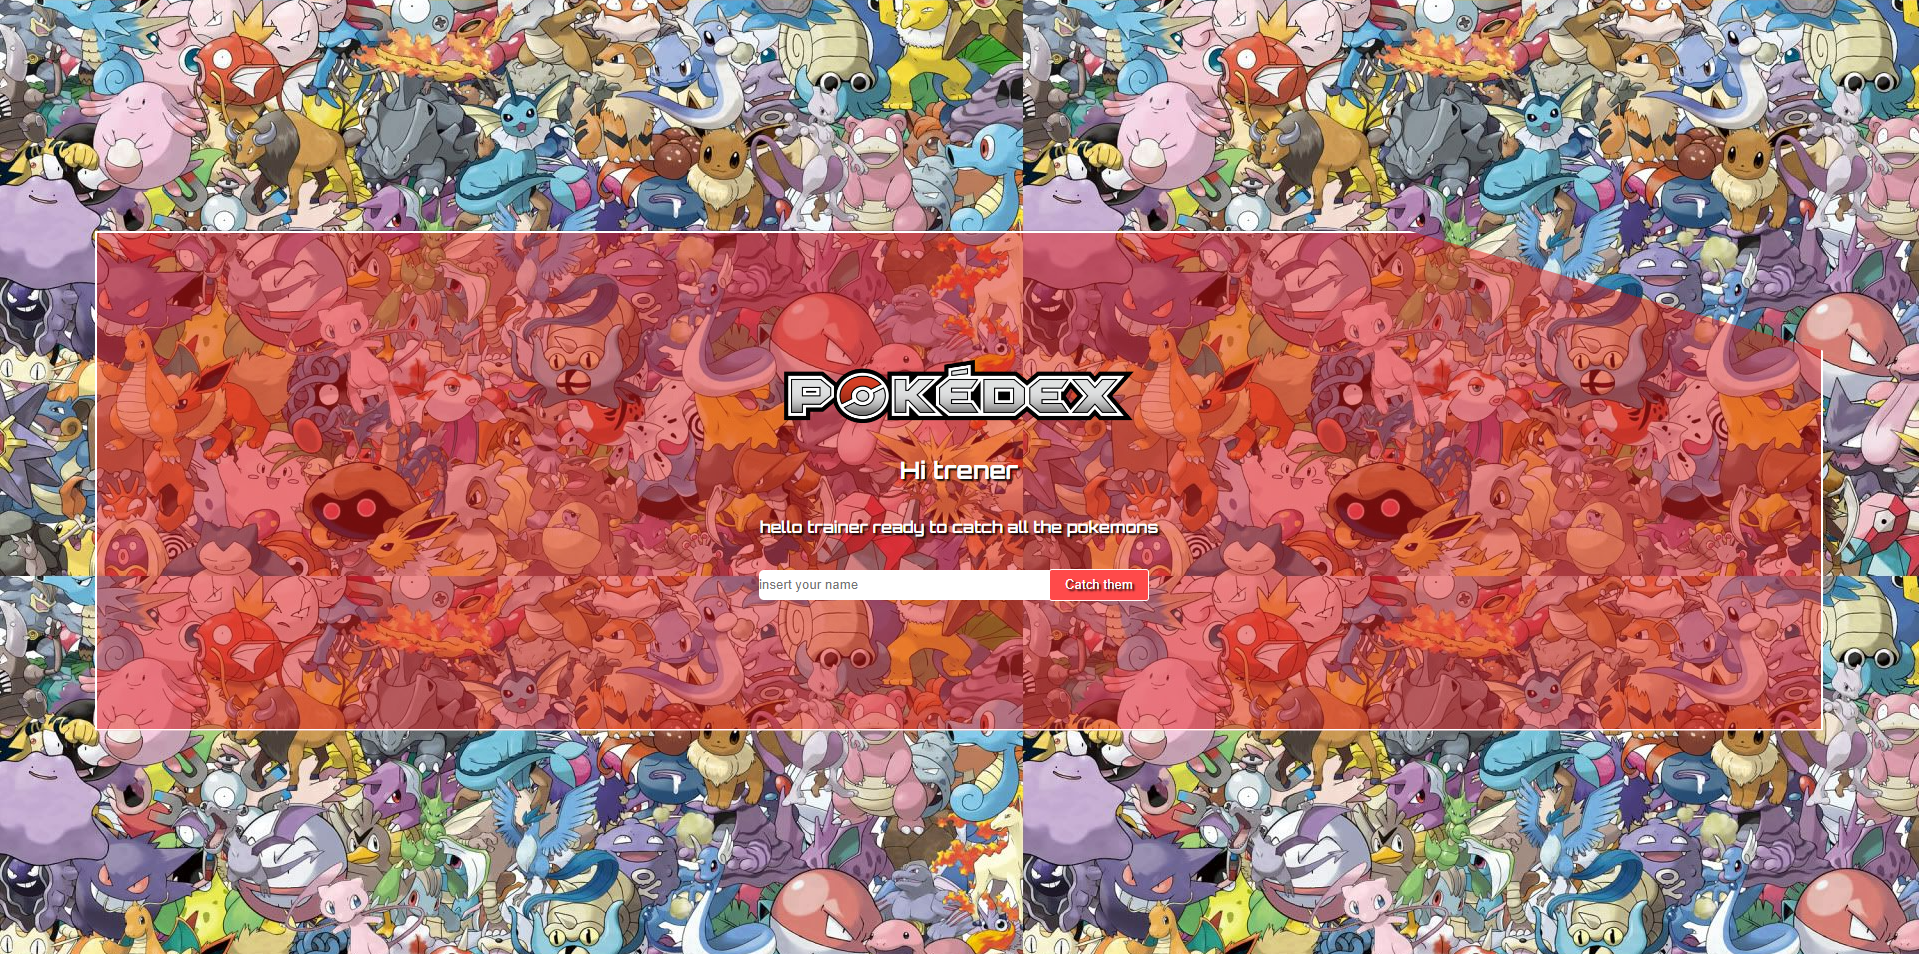 POKÉDEX
Hi trener
hello trainer ready to catch all the pokemons
insert your name
Catch them